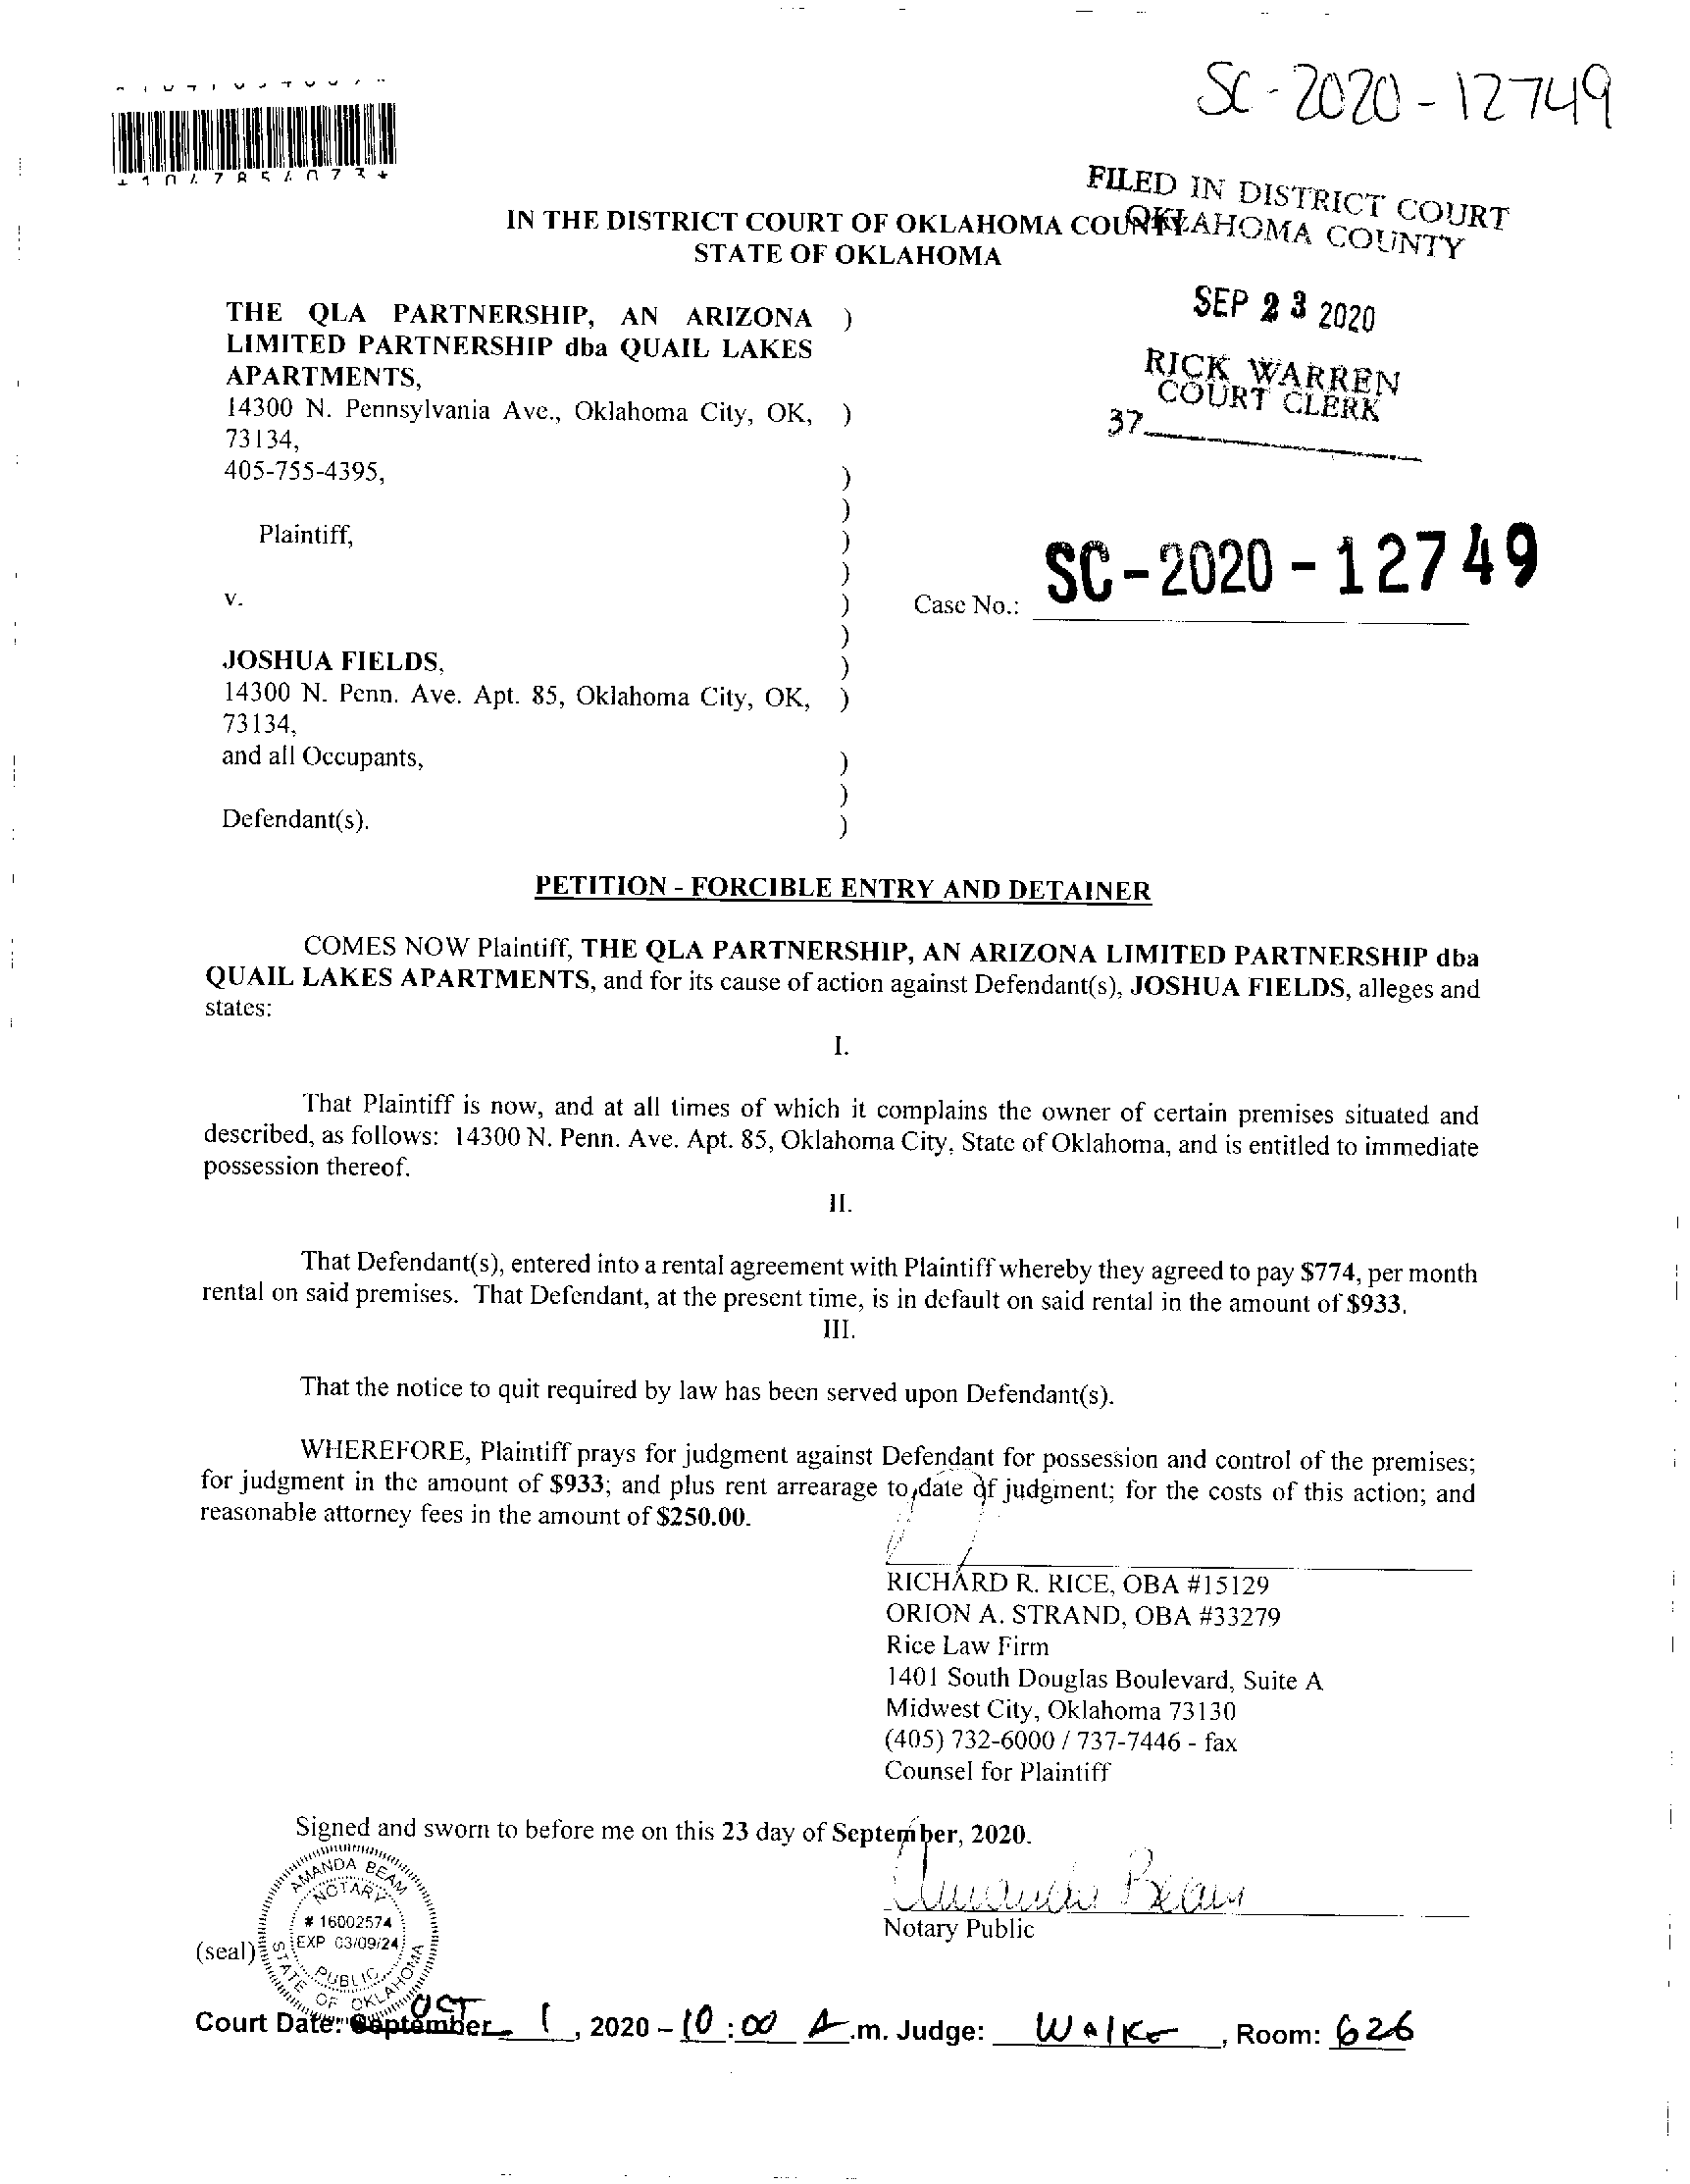 SC-2020-12749
FILED IN DISTRICT COURT
OKLAHOMA COUNTY
IN THE DISTRICT COURT OF OKLAHOMA COUNTY
STATE OF OKLAHOMA
SEP 23 2020
RICK WARREN
COURT CLERK
37
THE QLA PARTNERSHIP, AN ARIZONA )
LIMITED PARTNERSHIP dba QUAIL LAKES
APARTMENTS,
14300 N. Pennsylvania Ave., Oklahoma City, OK, )
73134,
405-755-4395, )
)
Plaintiff, )
)
v. ) Case No.: SC-2020-12749
)
JOSHUA FIELDS, )
14300 N. Penn. Ave. Apt. 85, Oklahoma City, OK, )
73134,
and all Occupants, )
)
Defendant(s). )
PETITION - FORCIBLE ENTRY AND DETAINER
COMES NOW Plaintiff, THE QLA PARTNERSHIP, AN ARIZONA LIMITED PARTNERSHIP dba
QUAIL LAKES APARTMENTS, and for its cause of action against Defendant(s), JOSHUA FIELDS, alleges and
states:
I.
That Plaintiff is now, and at all times of which it complains the owner of certain premises situated and
described, as follows: 14300 N. Penn. Ave. Apt. 85, Oklahoma City, State of Oklahoma, and is entitled to immediate
possession thereof.
II.
That Defendant(s), entered into a rental agreement with Plaintiff whereby they agreed to pay $774, per month
rental on said premises. That Defendant, at the present time, is in default on said rental in the amount of $933.
III.
That the notice to quit required by law has been served upon Defendant(s).
WHEREFORE, Plaintiff prays for judgment against Defendant for possession and control of the premises;
for judgment in the amount of $933; and plus rent arrearage to date of judgment; for the costs of this action; and
reasonable attorney fees in the amount of $250.00.
RICHARD R. RICE, OBA #15129
ORION A. STRAND, OBA #33279
Rice Law Firm
1401 South Douglas Boulevard, Suite A
Midwest City, Oklahoma 73130
(405) 732-6000 / 737-7446 - fax
Counsel for Plaintiff
Signed and sworn to before me on this 23 day of September, 2020.
Amanda Beam
Notary Public
AMANDA BEAM
NOTARY
# 16002574
EXP 03/09/24
PUBLIC
STATE OF OKLAHOMA
(seal)
Court Date: September OCT 1, 2020 - 10:00 A.m. Judge: Walke, Room: 626